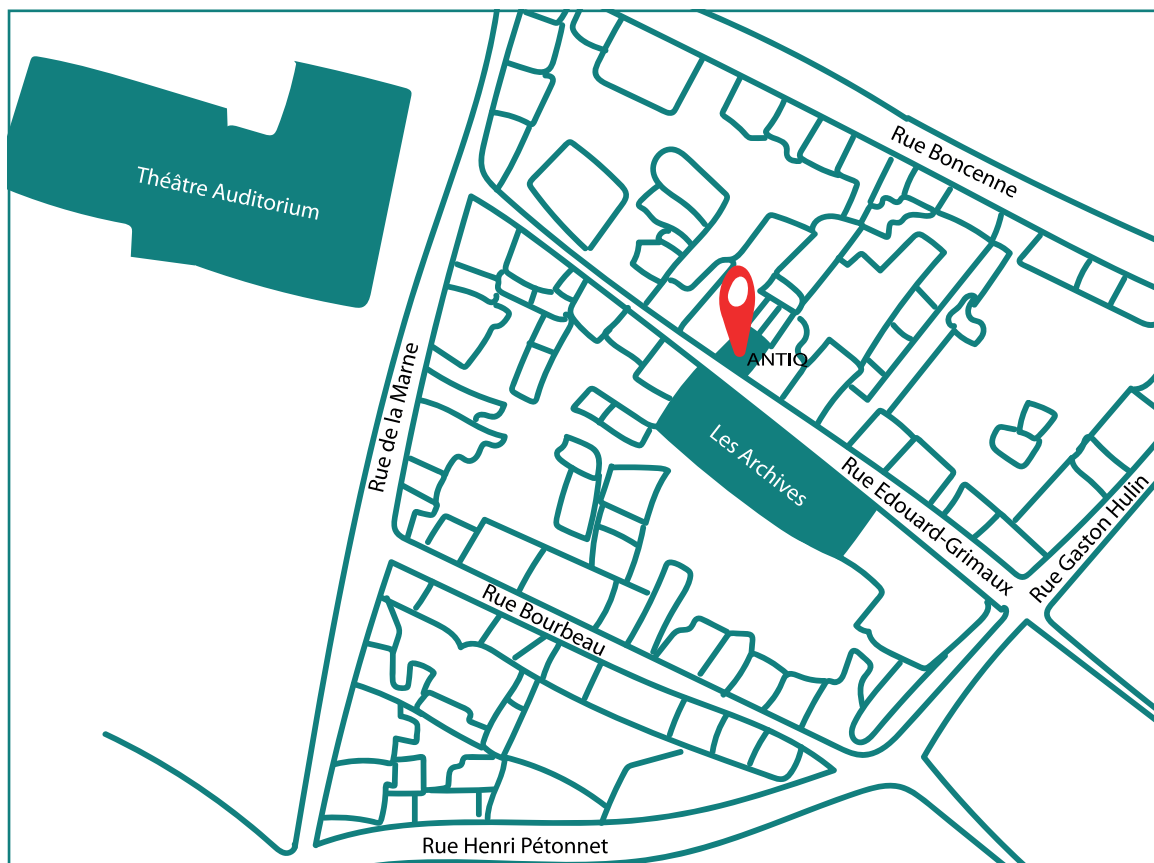 Rue Boncenne
Théâtre Auditorium
ANTIQ
Rue de la Marne
Les Archives
Rue Edouard-Grimaux
Rue Gaston Hulin
Rue Bourbeau
Rue Henri Pétonnet